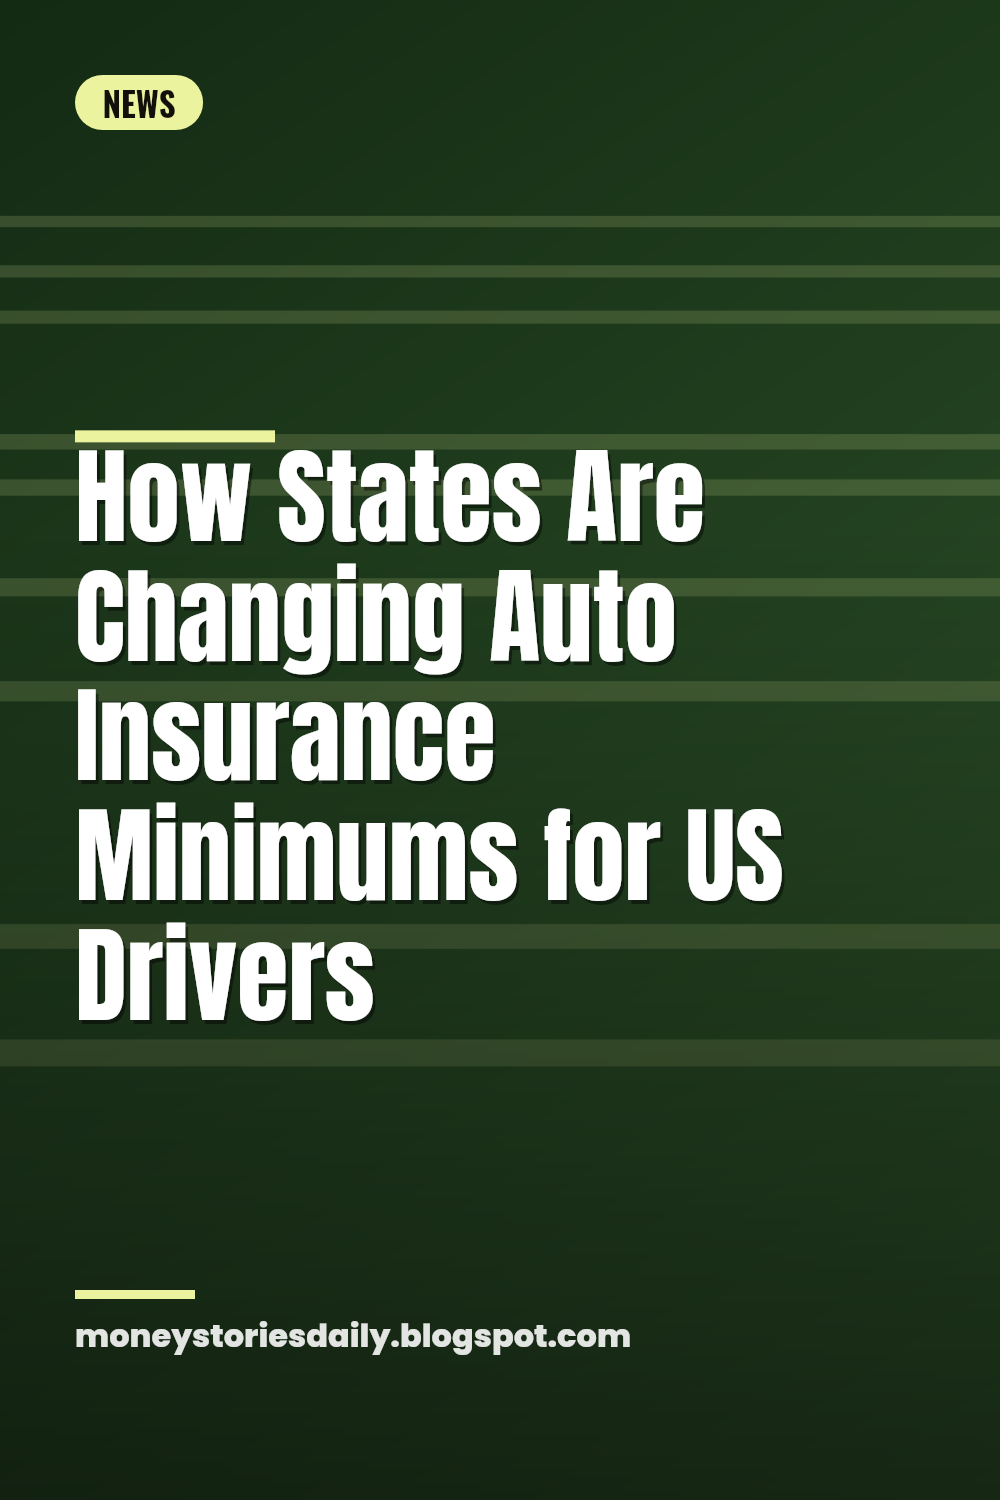 NEWS
How States Are
Changing Auto
Insurance
Minimums for US
Drivers
moneystoriesdaily.blogspot.com